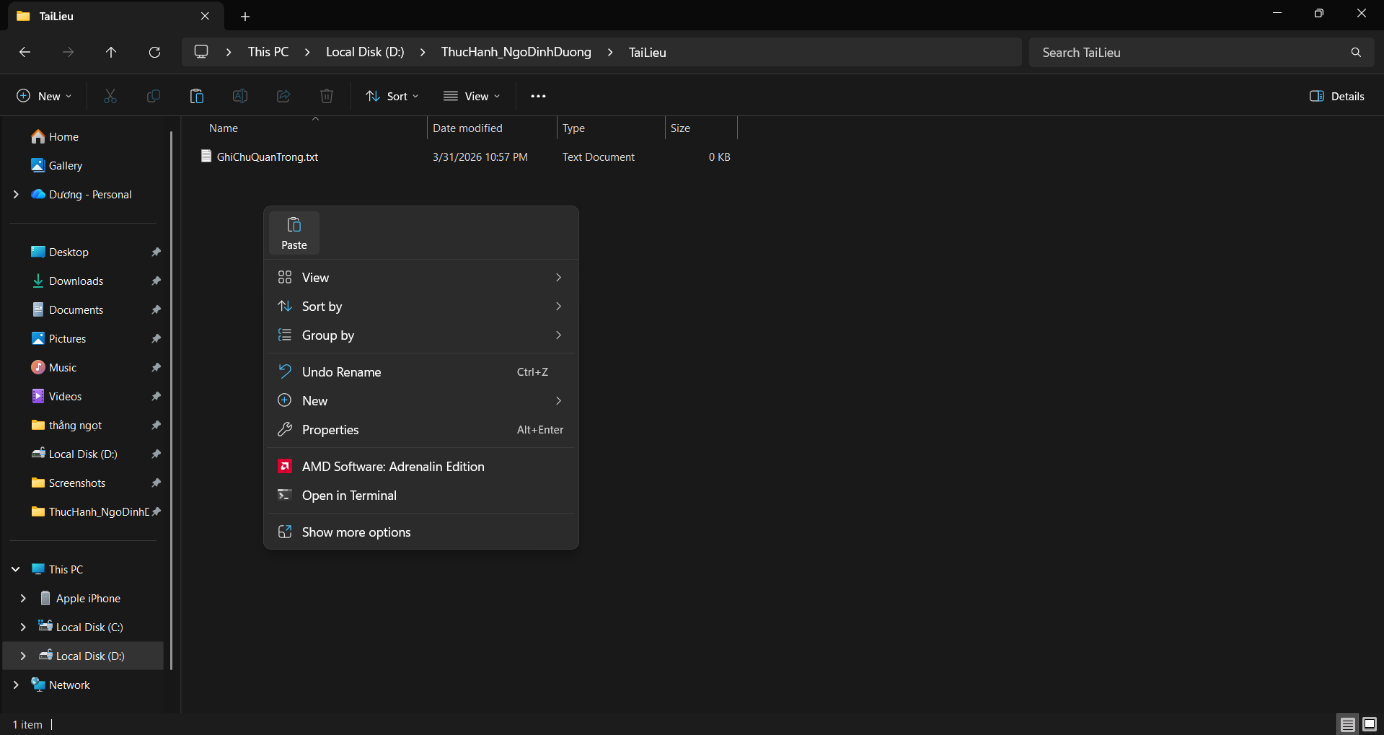 TaiLieu
This PC > Local Disk (D:) > ThucHanh_NgoDinhDuong > TaiLieu
Search TaiLieu
New
Sort
View
Details
Home
Gallery
Dương - Personal
Desktop
Downloads
Documents
Pictures
Music
Videos
thằng ngọt
Local Disk (D:)
Screenshots
ThucHanh_NgoDinhD
This PC
Apple iPhone
Local Disk (C:)
Local Disk (D:)
Network
Name Date modified Type Size
GhiChuQuanTrong.txt 3/31/2026 10:57 PM Text Document 0 KB
Paste
View
Sort by
Group by
Undo Rename Ctrl+Z
New
Properties Alt+Enter
AMD Software: Adrenalin Edition
Open in Terminal
Show more options
1 item